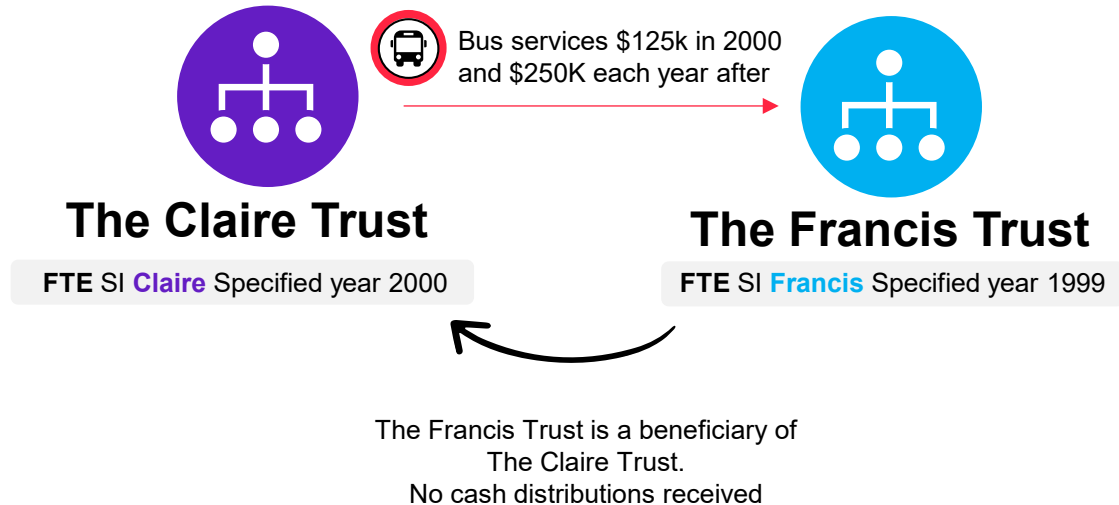 Bus services $125k in 2000
and $250K each year after
The Claire Trust
The Francis Trust
FTE SI Claire Specified year 2000
FTE SI Francis Specified year 1999
The Francis Trust is a beneficiary of
The Claire Trust.
No cash distributions received